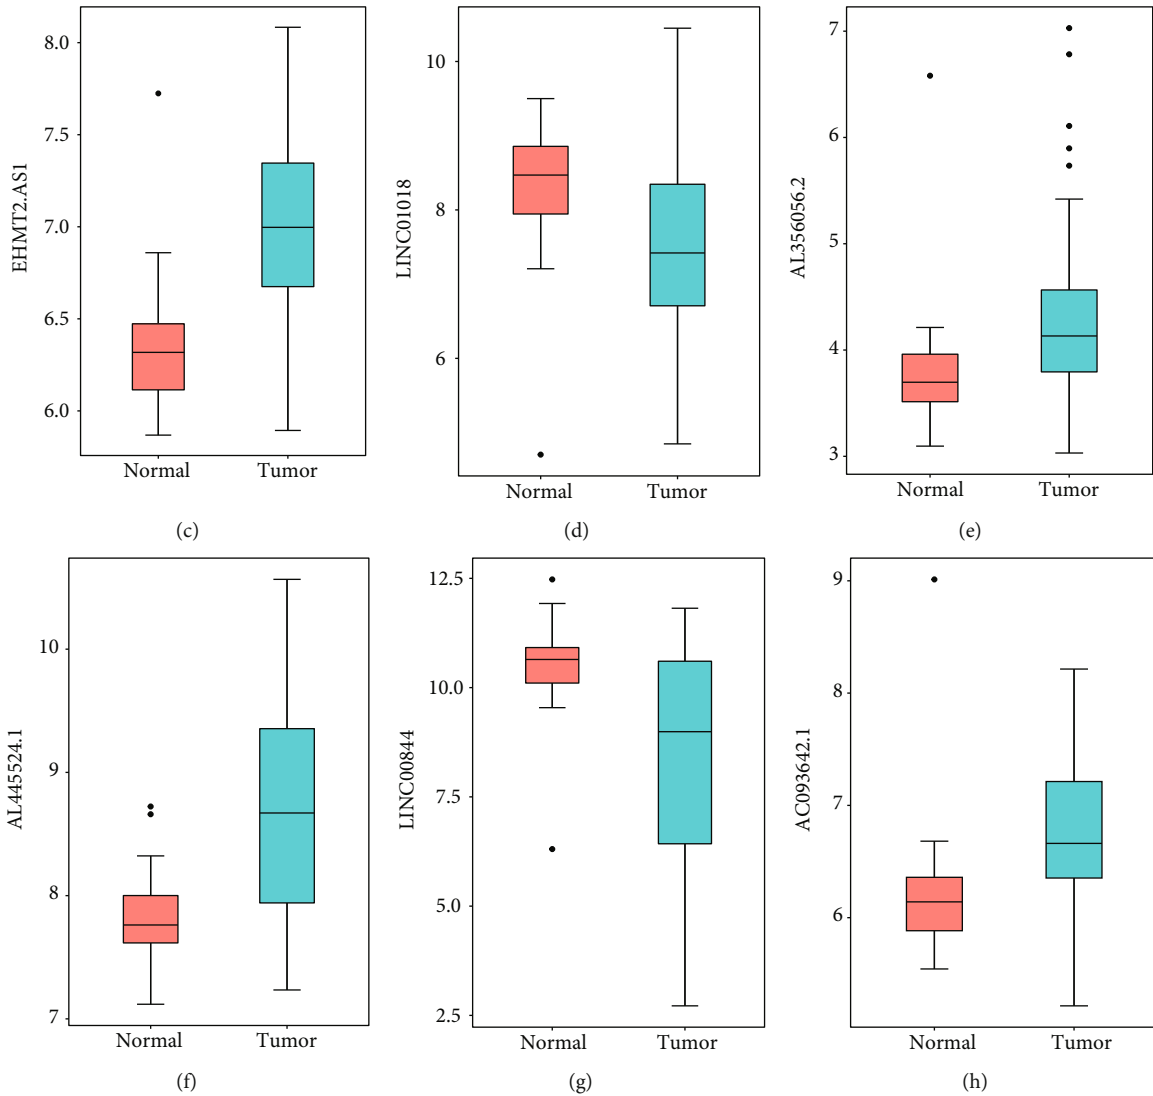 EHMT2.AS1
8.0
7.5
7.0
6.5
6.0
Normal Tumor
(c)
LINC01018
10
8
6
Normal Tumor
(d)
AL356056.2
7
6
5
4
3
Normal Tumor
(e)
AL445524.1
10
9
8
7
Normal Tumor
(f)
LINC00844
12.5
10.0
7.5
5.0
2.5
Normal Tumor
(g)
AC093642.1
9
8
7
6
Normal Tumor
(h)